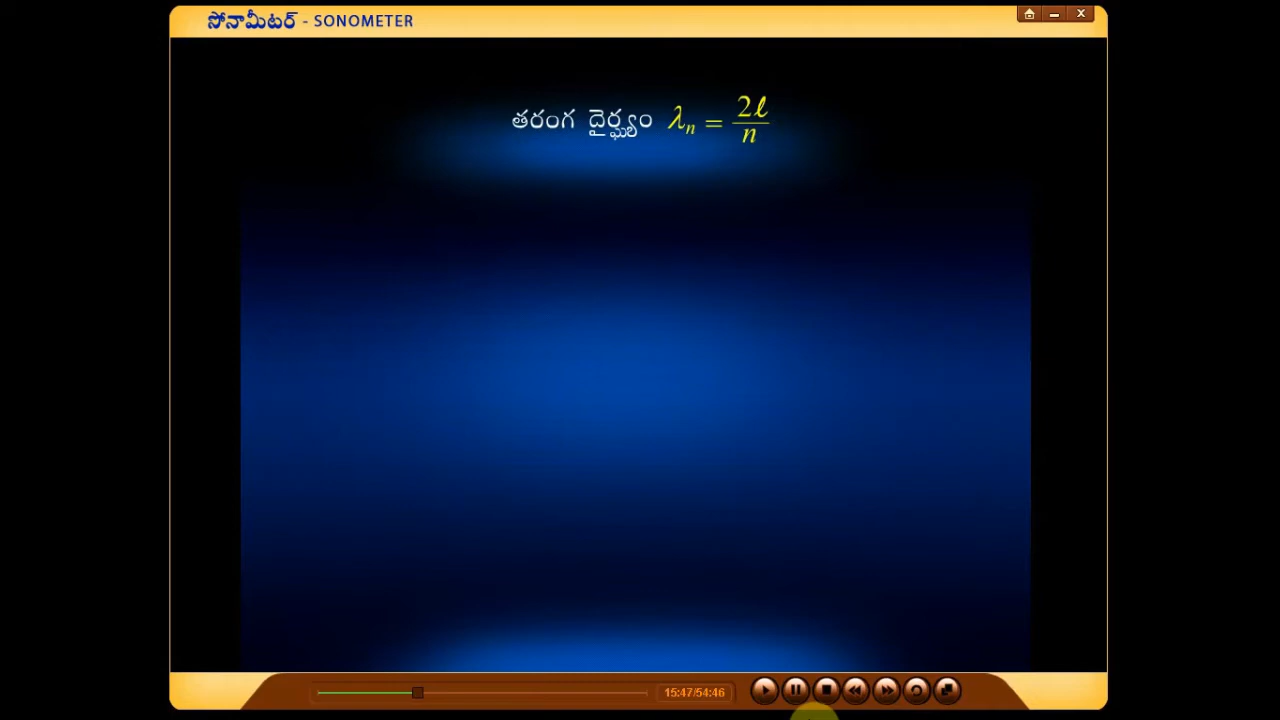 సోనామీటర్ - SONOMETER
తరంగ దైర్ఘ్యం λₙ = 2ℓ/n
15:47/54:46